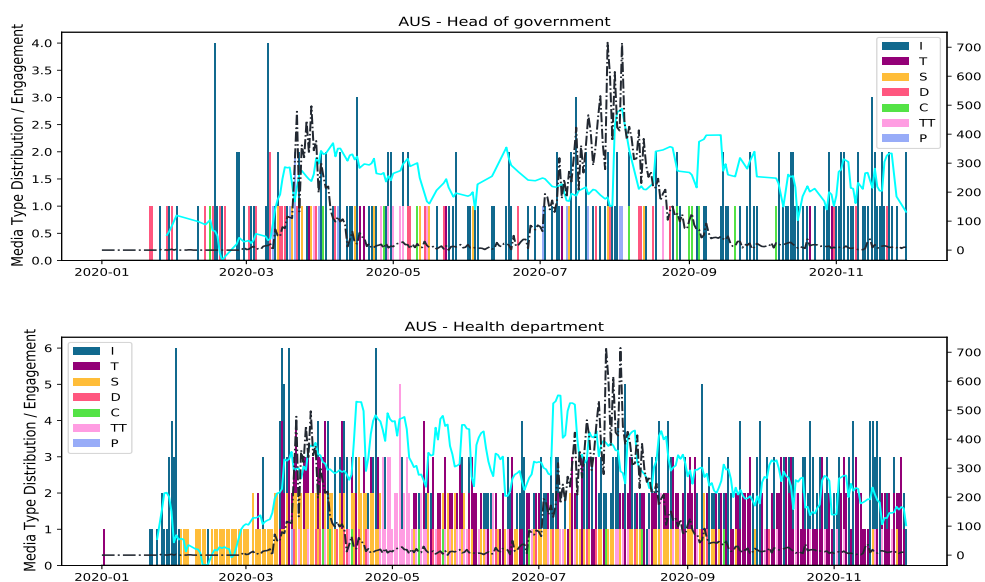 AUS - Head of government
Media Type Distribution / Engagement
4.0
3.5
3.0
2.5
2.0
1.5
1.0
0.5
0.0
700
600
500
400
300
200
100
0
I
T
S
D
C
TT
P
2020-01 2020-03 2020-05 2020-07 2020-09 2020-11
AUS - Health department
Media Type Distribution / Engagement
6
5
4
3
2
1
0
700
600
500
400
300
200
100
0
I
T
S
D
C
TT
P
2020-01 2020-03 2020-05 2020-07 2020-09 2020-11